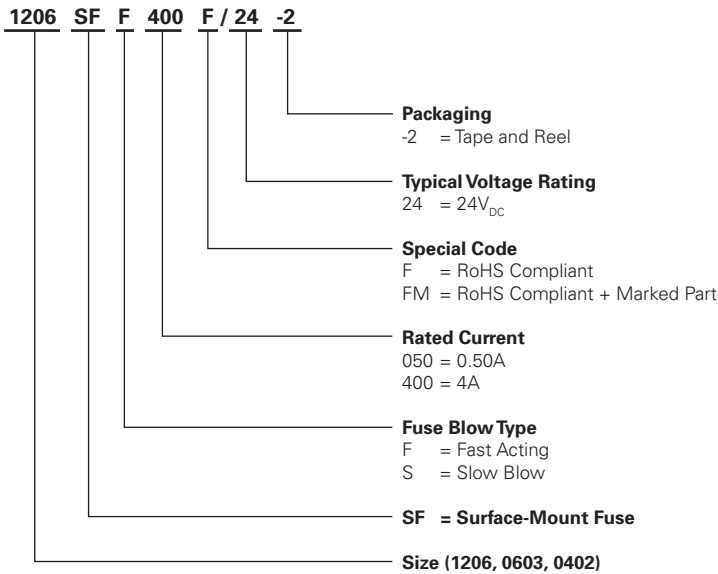 1206 SF F 400 F / 24 -2
Packaging
-2 = Tape and Reel
Typical Voltage Rating
24 = 24VDC
Special Code
F = RoHS Compliant
FM = RoHS Compliant + Marked Part
Rated Current
050 = 0.50A
400 = 4A
Fuse Blow Type
F = Fast Acting
S = Slow Blow
SF = Surface-Mount Fuse
Size (1206, 0603, 0402)